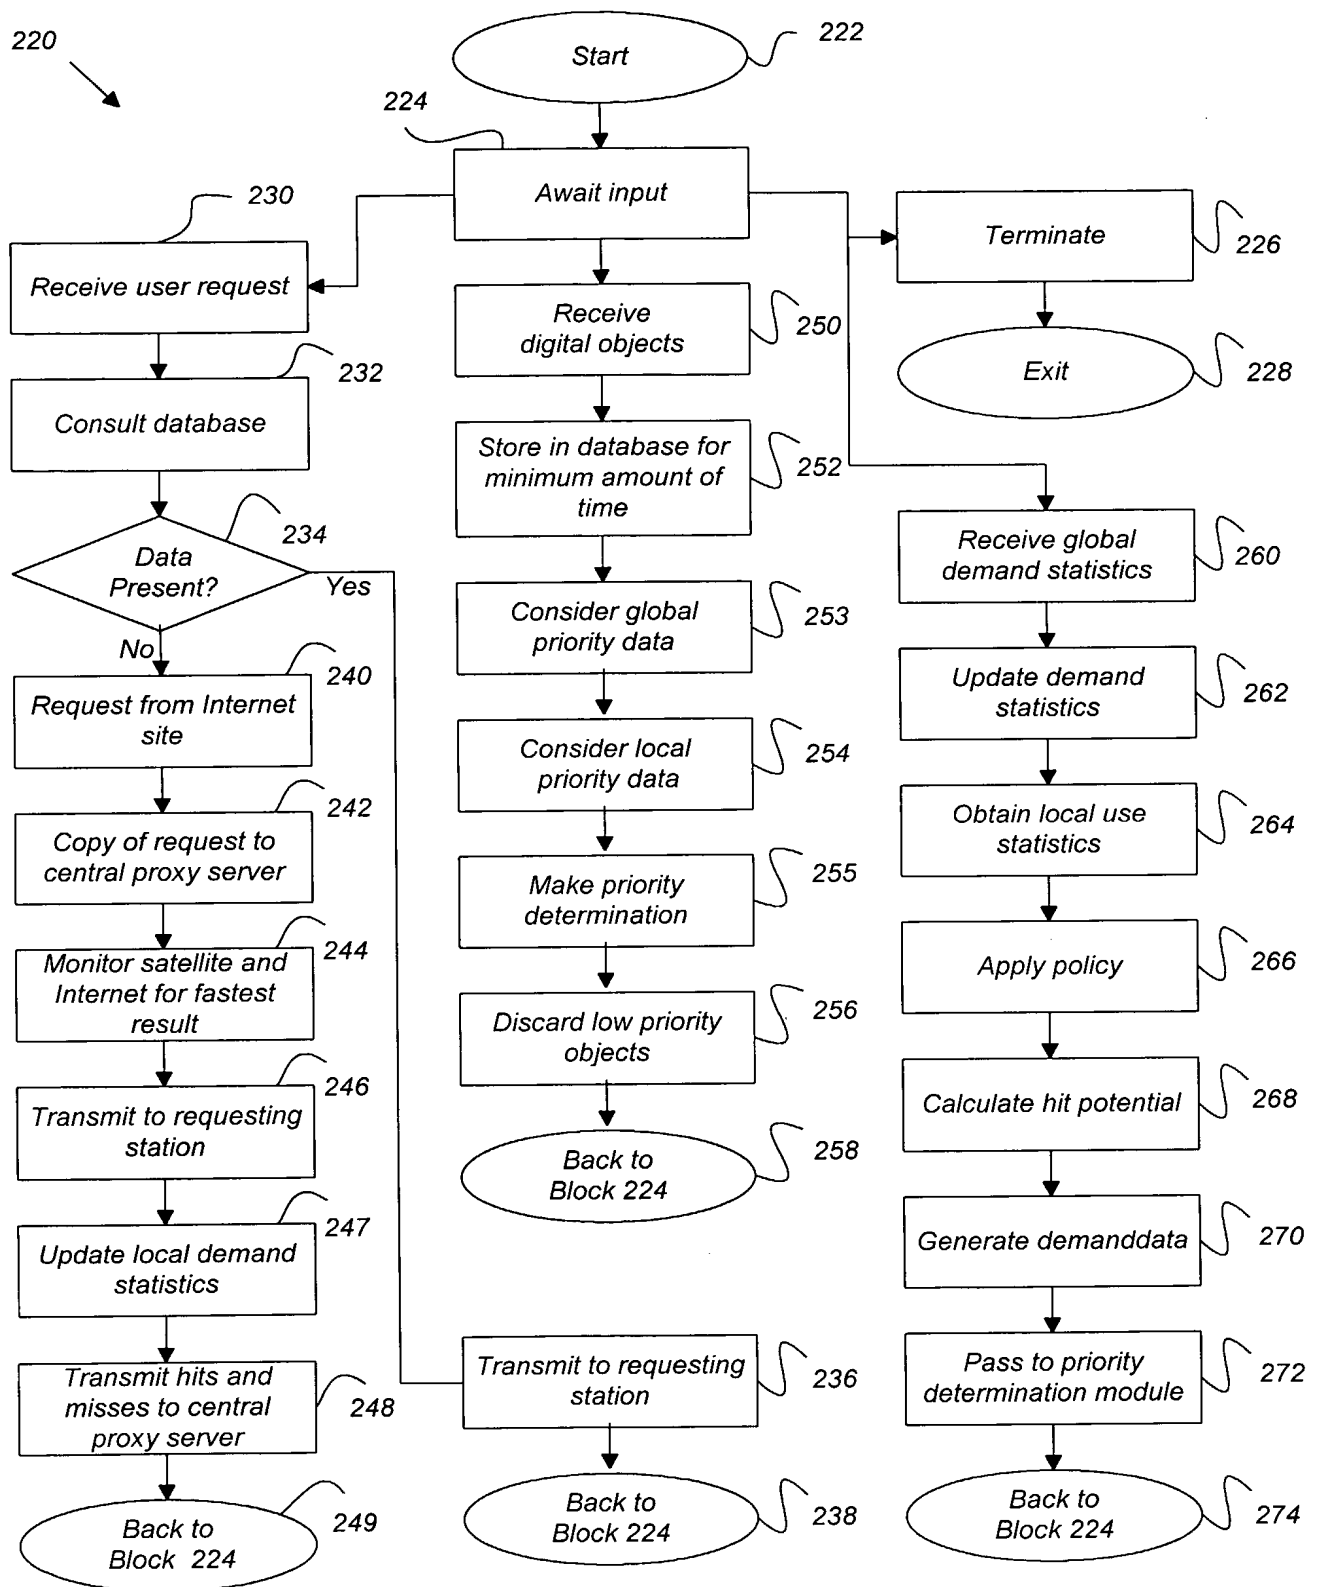 220
Start
222
224
Await input
230
Receive user request
232
Consult database
234
Data
Present?
Yes
No
240
Request from Internet
site
242
Copy of request to
central proxy server
244
Monitor satellite and
Internet for fastest
result
246
Transmit to requesting
station
247
Update local demand
statistics
Transmit hits and
misses to central
proxy server
248
Back to
Block 224
249
Receive
digital objects
250
Store in database for
minimum amount of
time
252
Consider global
priority data
253
Consider local
priority data
254
Make priority
determination
255
Discard low priority
objects
256
Back to
Block 224
258
Transmit to requesting
station
236
Back to
Block 224
238
Terminate
226
Exit
228
Receive global
demand statistics
260
Update demand
statistics
262
Obtain local use
statistics
264
Apply policy
266
Calculate hit potential
268
Generate demanddata
270
Pass to priority
determination module
272
Back to
Block 224
274